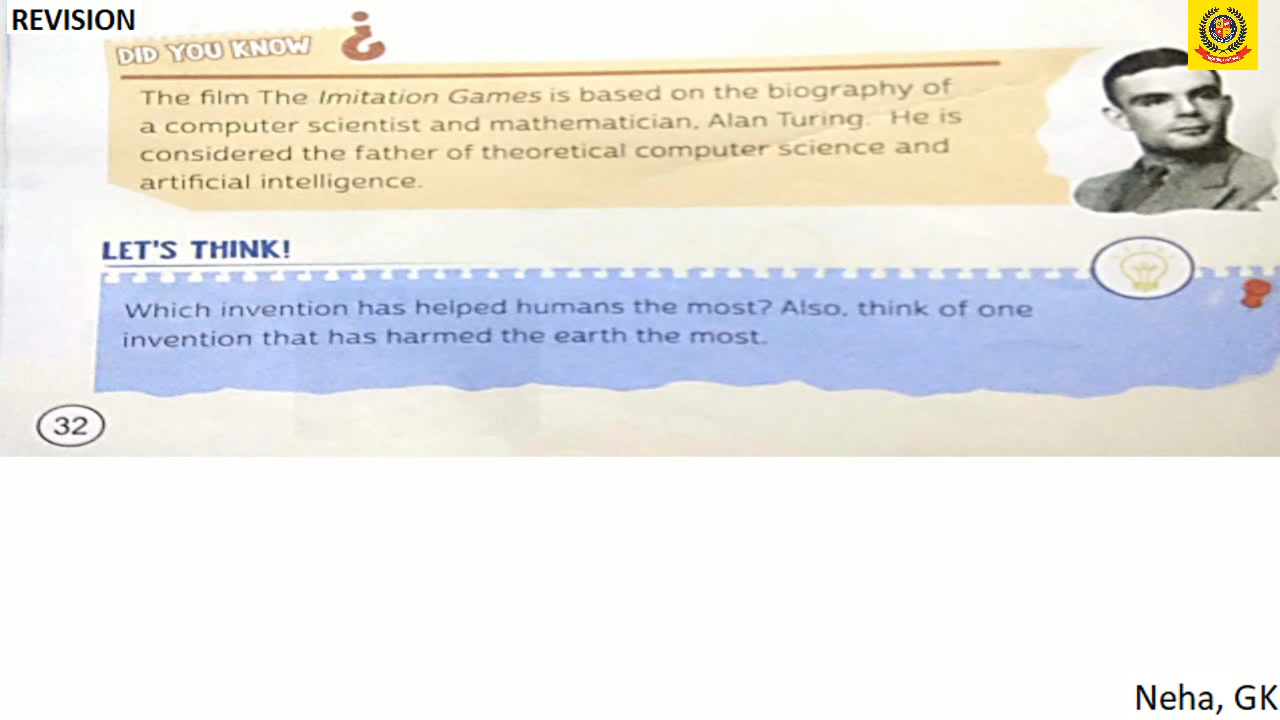 REVISION
DID YOU KNOW
The film The Imitation Games is based on the biography of
a computer scientist and mathematician, Alan Turing. He is
considered the father of theoretical computer science and
artificial intelligence.
LET'S THINK!
Which invention has helped humans the most? Also, think of one
invention that has harmed the earth the most.
32
Neha, GK